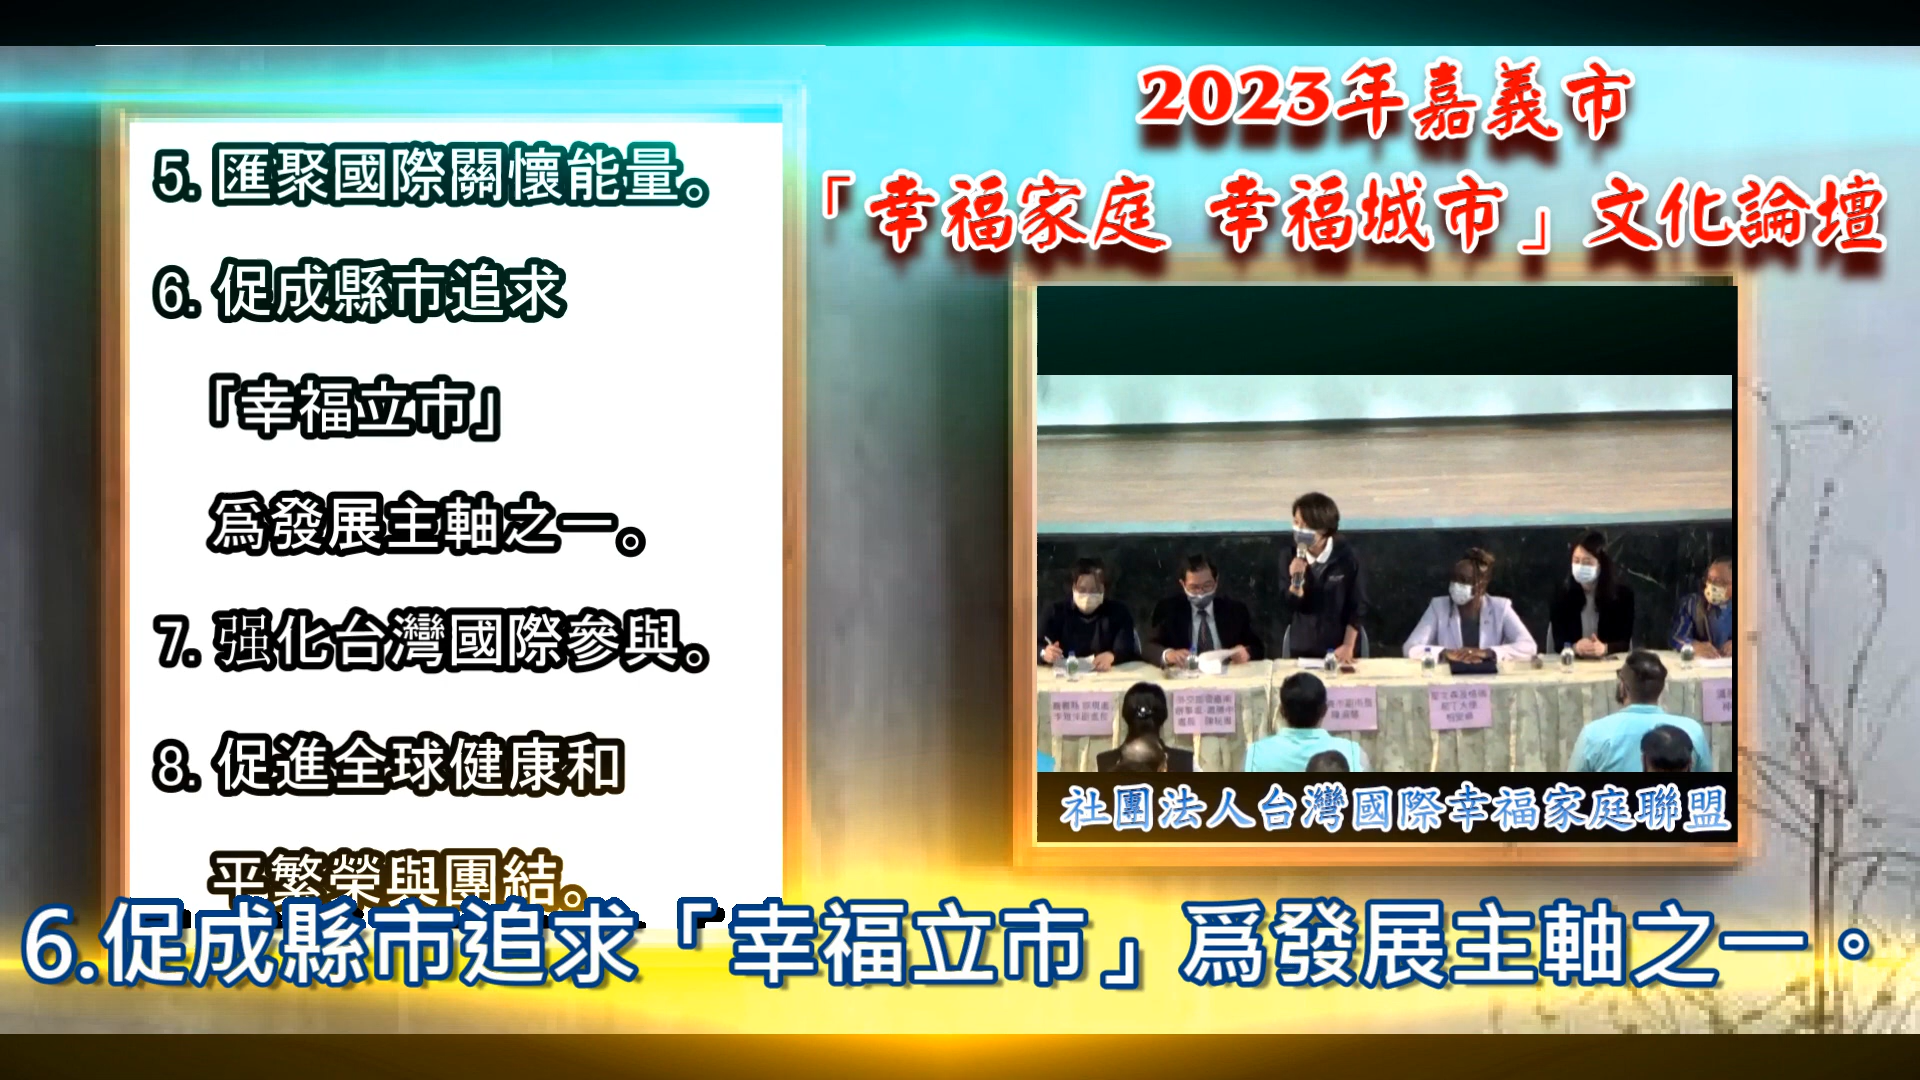 2023年嘉義市
「幸福家庭 幸福城市」文化論壇
5. 匯聚國際關懷能量。
6. 促成縣市追求
「幸福立市」
為發展主軸之一。
7. 強化台灣國際參與。
8. 促進全球健康和
平繁榮與團結。
社團法人台灣國際幸福家庭聯盟
6.促成縣市追求「幸福立市」為發展主軸之一。